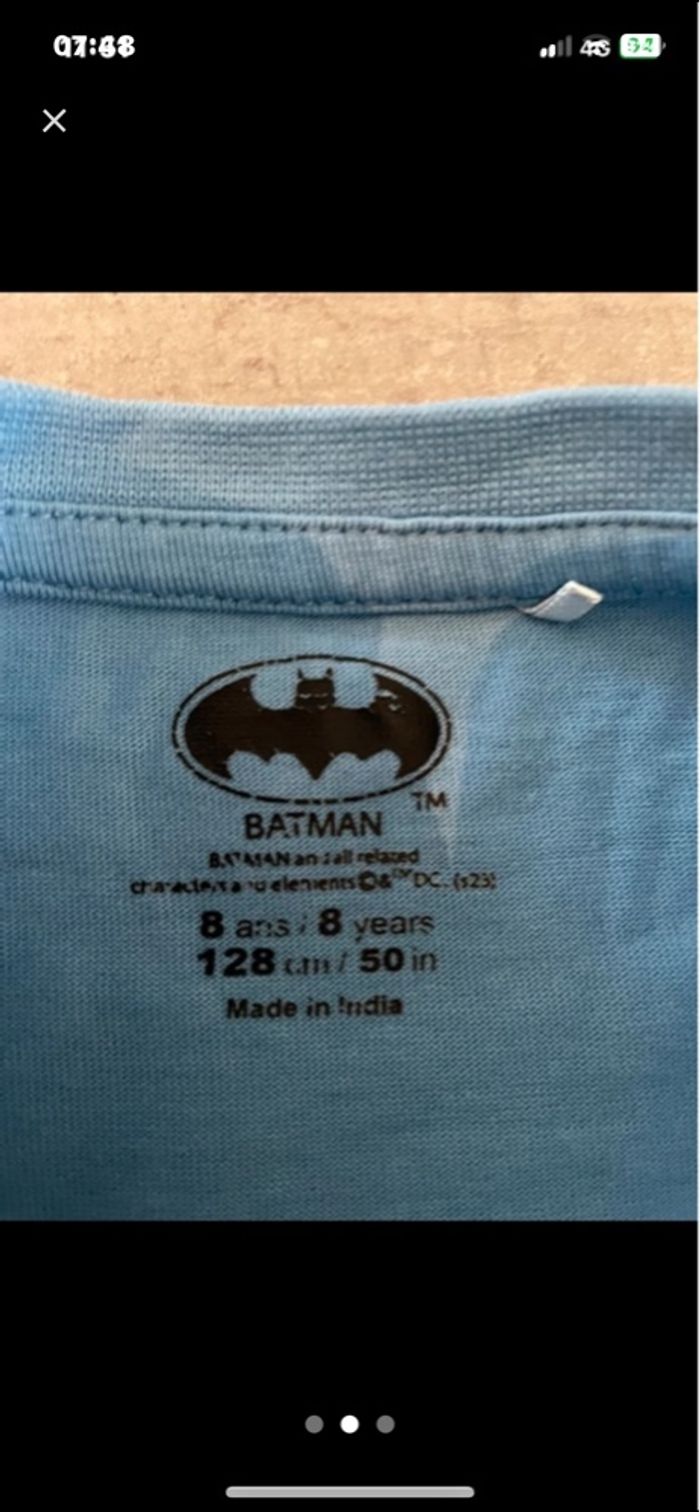 4G
TM
BATMAN
BATMAN and all related
characters and elements © & ™ DC. (s23)
8 ans / 8 years
128 cm / 50 in
Made in India